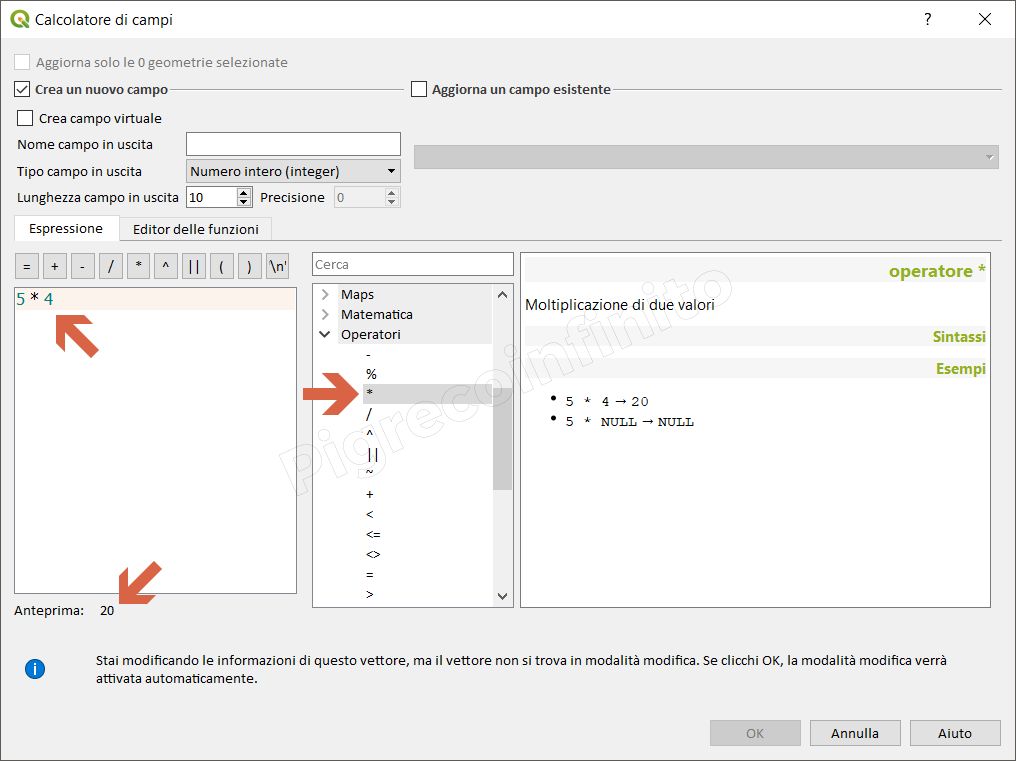 Calcolatore di campi
?
Aggiorna solo le 0 geometrie selezionate
Crea un nuovo campo
Aggiorna un campo esistente
Crea campo virtuale
Nome campo in uscita
Tipo campo in uscita
Numero intero (integer)
Lunghezza campo in uscita
10
Precisione
0
Espressione
Editor delle funzioni
= + - / * ^ || ( ) \n'
5 * 4
Anteprima: 20
Cerca
Maps
Matematica
Operatori
-
%
*
/
^
||
~
+
<
<=
<>
=
>
operatore *
Moltiplicazione di due valori
Sintassi
Esempi
• 5 * 4 → 20
• 5 * NULL → NULL
Pigrecoinfinito
Stai modificando le informazioni di questo vettore, ma il vettore non si trova in modalità modifica. Se clicchi OK, la modalità modifica verrà
attivata automaticamente.
OK
Annulla
Aiuto